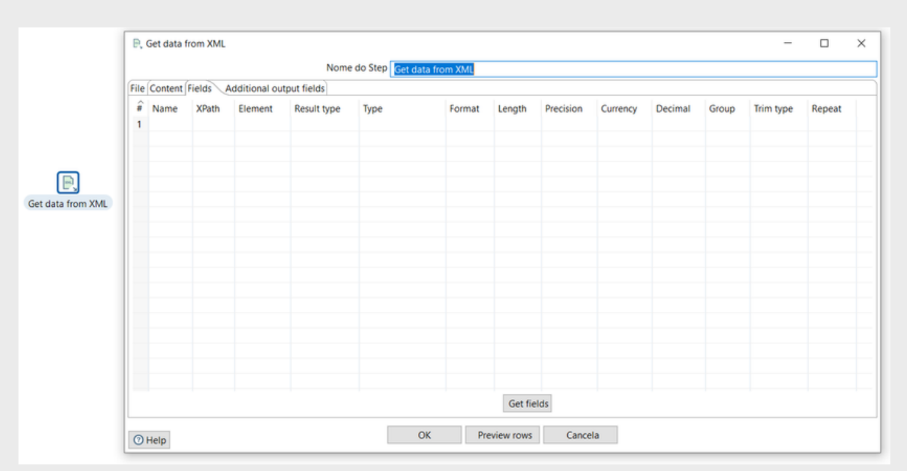 Get data from XML
Nome do Step Get data from XML
File Content Fields Additional output fields
# Name XPath Element Result type Type Format Length Precision Currency Decimal Group Trim type Repeat
1
Get data from XML
Get fields
Help OK Preview rows Cancela